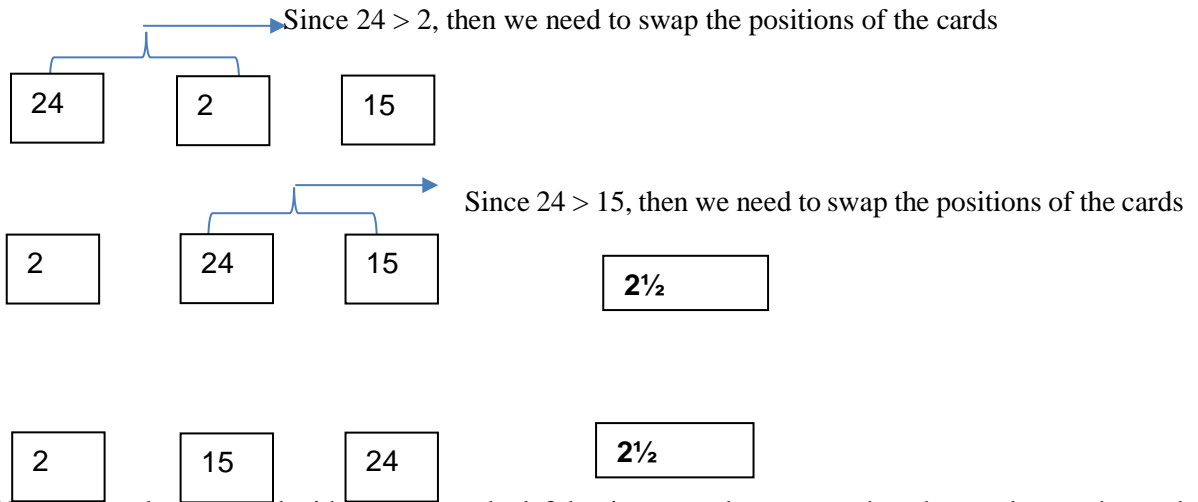 Since 24 > 2, then we need to swap the positions of the cards
24 2 15
Since 24 > 15, then we need to swap the positions of the cards
2 24 15 2½
2 15 24 2½